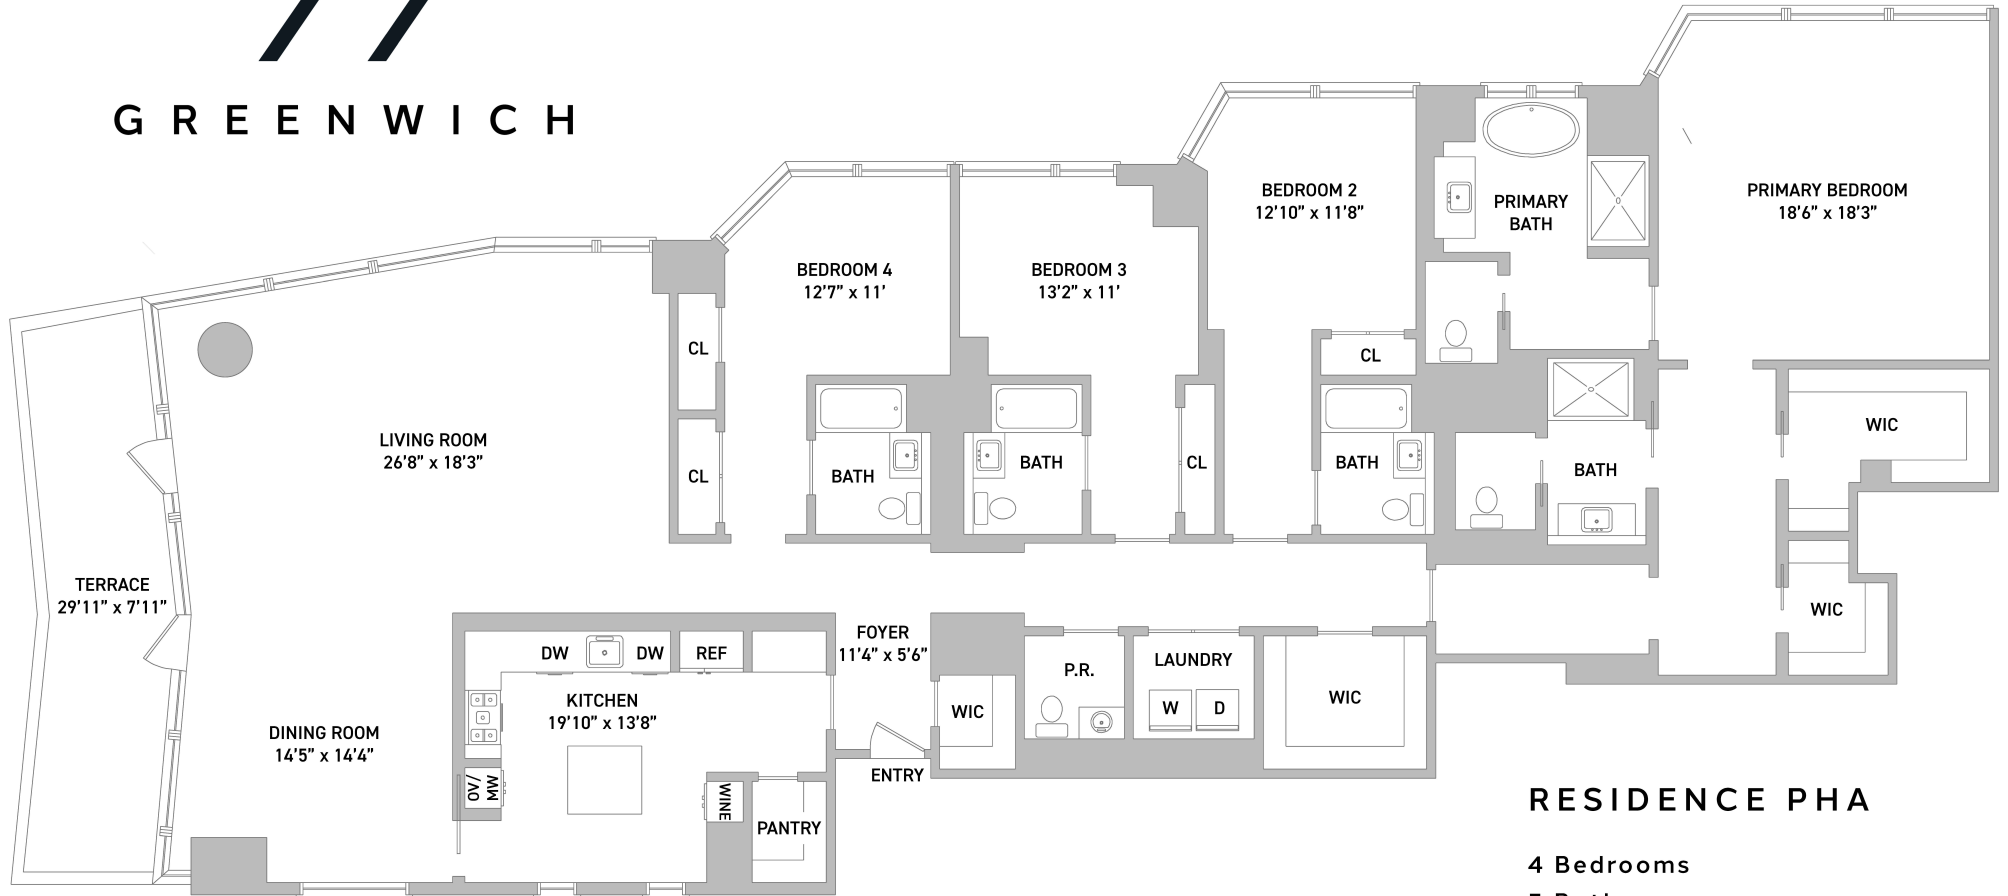 GREENWICH
PRIMARY BEDROOM
18'6" x 18'3"
BEDROOM 2
12'10" x 11'8"
PRIMARY
BATH
BEDROOM 4
12'7" x 11'
BEDROOM 3
13'2" x 11'
CL
CL
LIVING ROOM
26'8" x 18'3"
WIC
CL
BATH
BATH
CL
BATH
BATH
TERRACE
29'11" x 7'11"
WIC
FOYER
11'4" x 5'6"
DW
DW
REF
P.R.
LAUNDRY
W
D
WIC
WIC
KITCHEN
19'10" x 13'8"
DINING ROOM
14'5" x 14'4"
OV/
MW
WINE
ENTRY
PANTRY
RESIDENCE PHA
4 Bedrooms